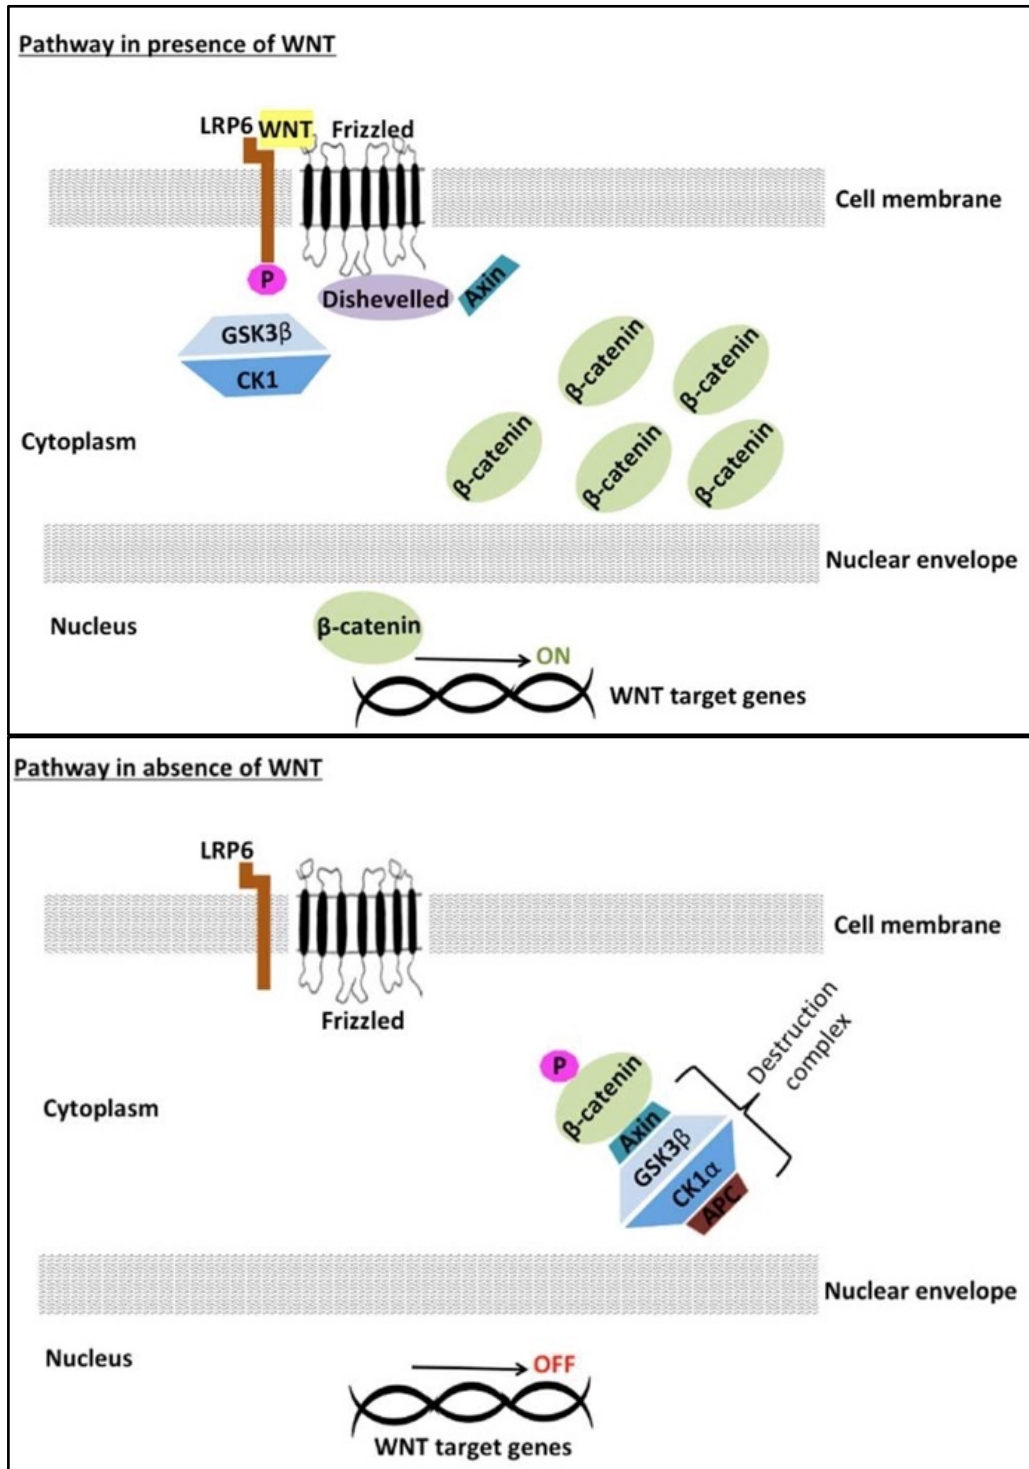 Pathway in presence of WNT
LRP6 WNT Frizzled
Cell membrane
P
Dishevelled
Axin
GSK3β
CK1
β-catenin
β-catenin
Cytoplasm
β-catenin
β-catenin
β-catenin
Nuclear envelope
Nucleus
β-catenin
ON
WNT target genes
Pathway in absence of WNT
LRP6
Cell membrane
Frizzled
Destruction
complex
P
β-catenin
Cytoplasm
Axin
GSK3β
CK1α
APC
Nuclear envelope
Nucleus
OFF
WNT target genes